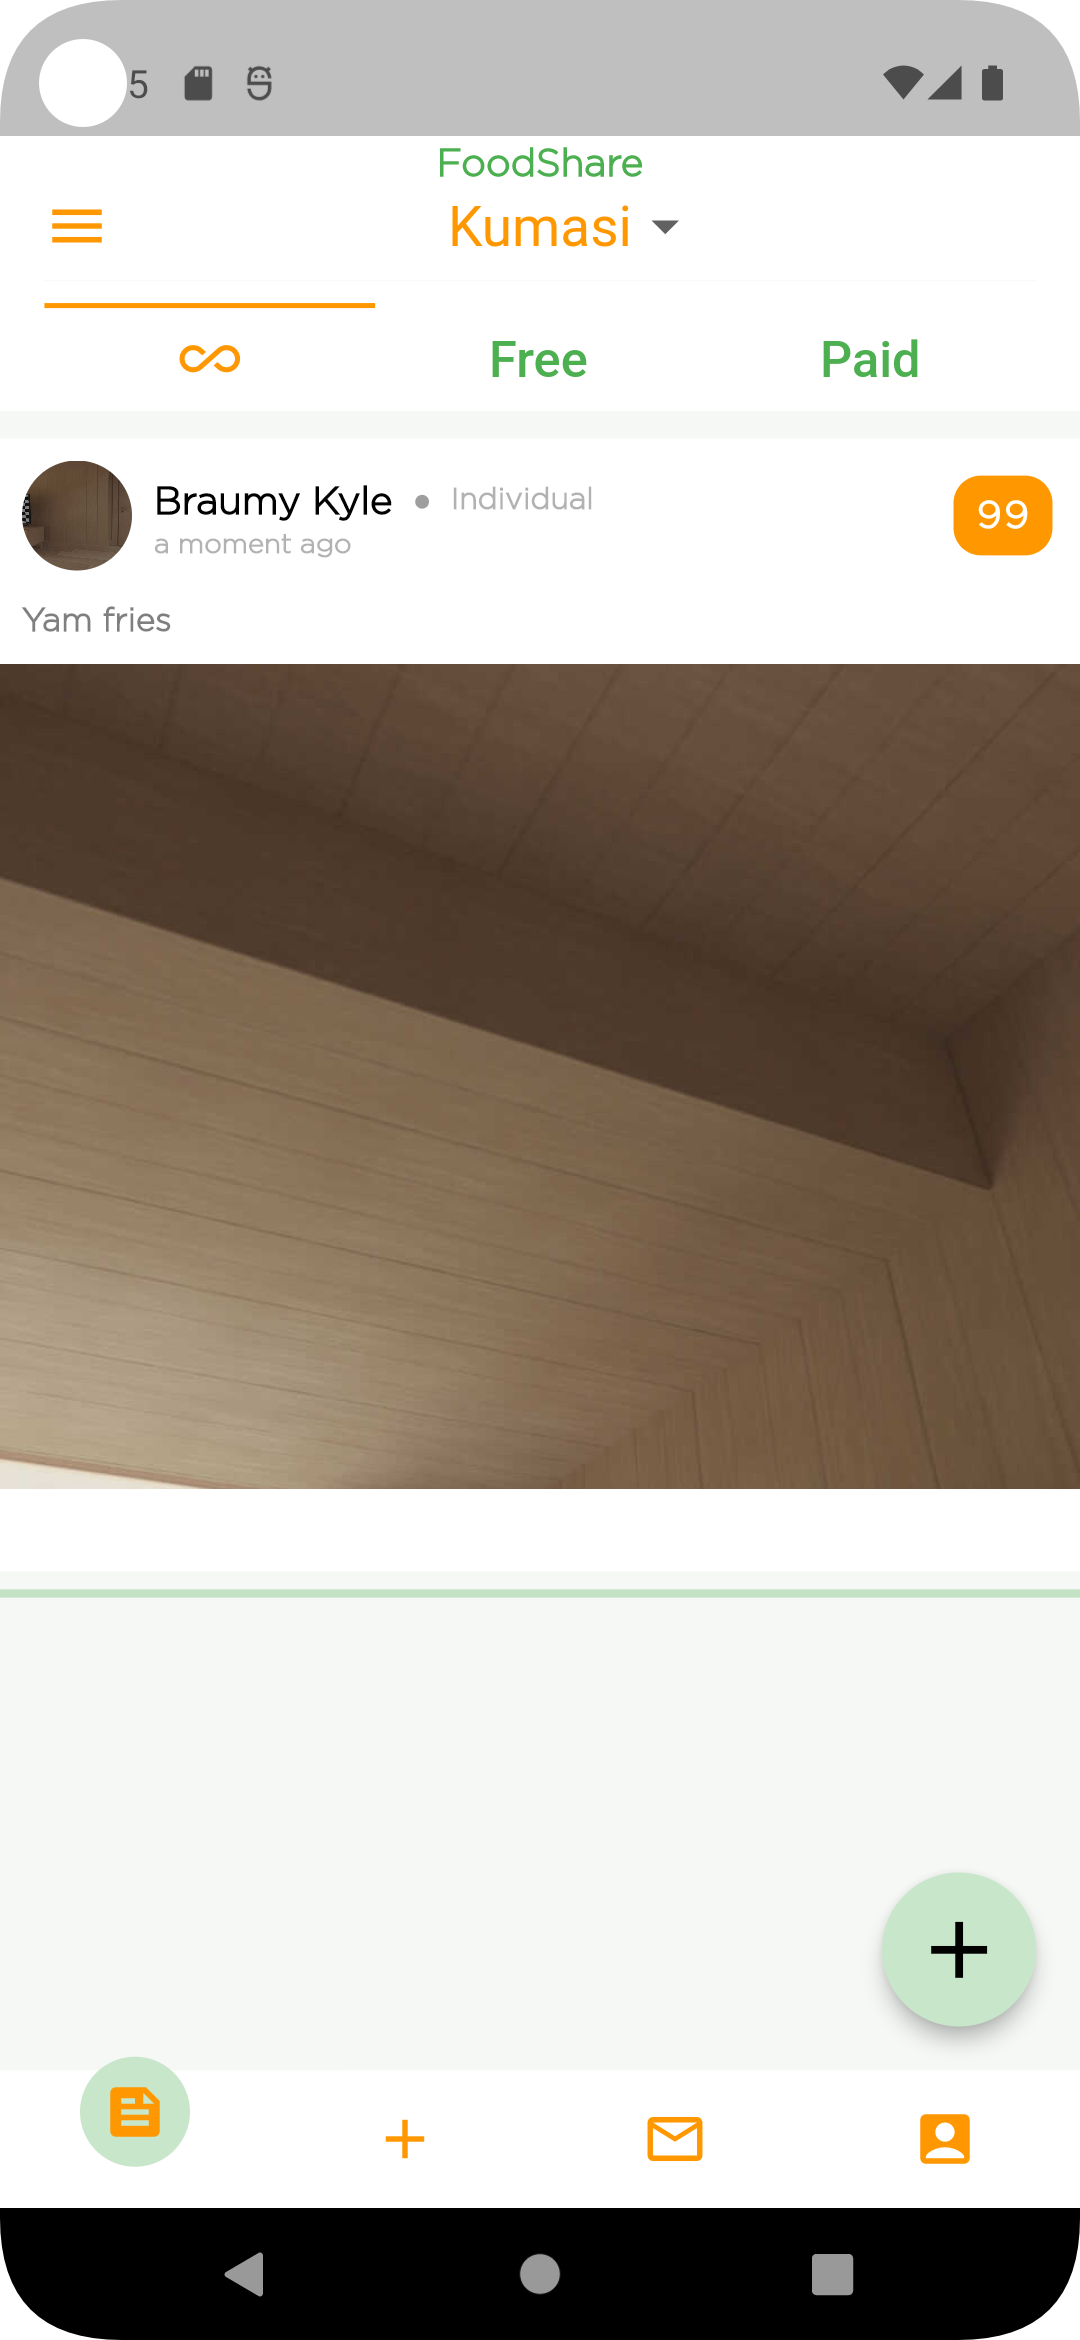 5
FoodShare
Kumasi
Free
Paid
Braumy Kyle
Individual
a moment ago
99
Yam fries